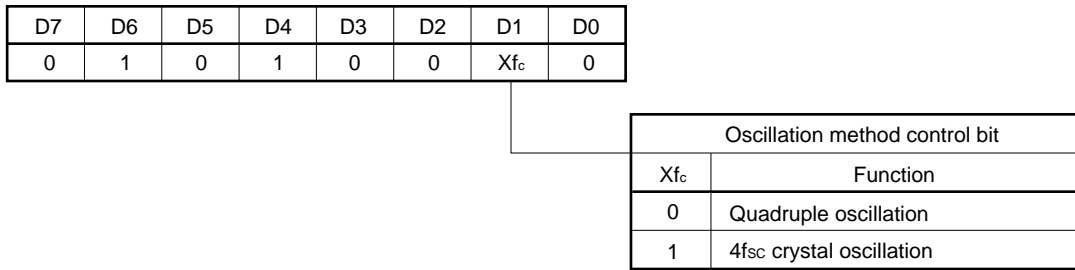 D7 D6 D5 D4 D3 D2 D1 D0
0 1 0 1 0 0 Xfc 0
Oscillation method control bit
Xfc Function
0 Quadruple oscillation
1 4fsc crystal oscillation